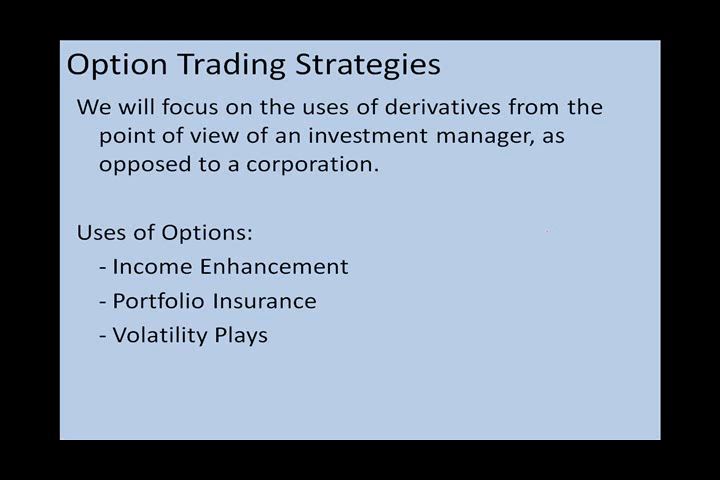 Option Trading Strategies
We will focus on the uses of derivatives from the
point of view of an investment manager, as
opposed to a corporation.
Uses of Options:
- Income Enhancement
- Portfolio Insurance
- Volatility Plays